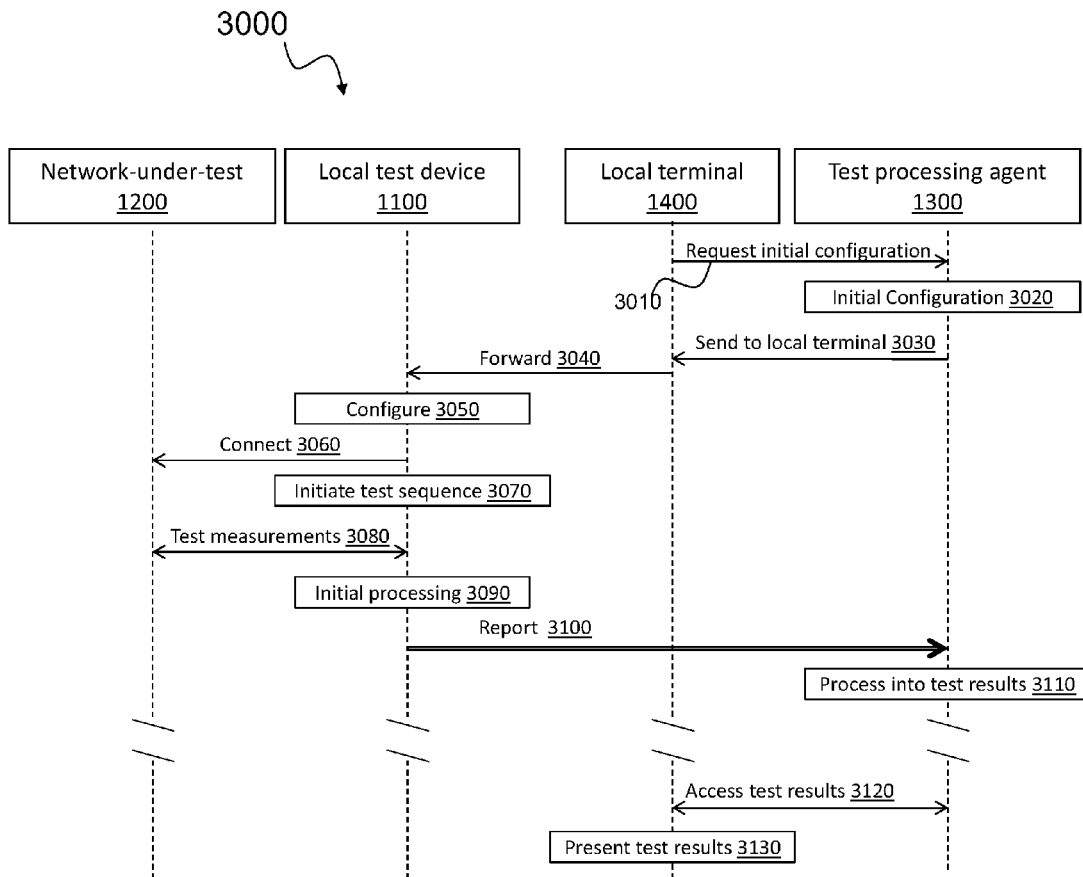 3000
Network-under-test
1200
Local test device
1100
Local terminal
1400
Test processing agent
1300
Request initial configuration
3010
Initial Configuration 3020
Send to local terminal 3030
Forward 3040
Configure 3050
Connect 3060
Initiate test sequence 3070
Test measurements 3080
Initial processing 3090
Report 3100
Process into test results 3110
Access test results 3120
Present test results 3130